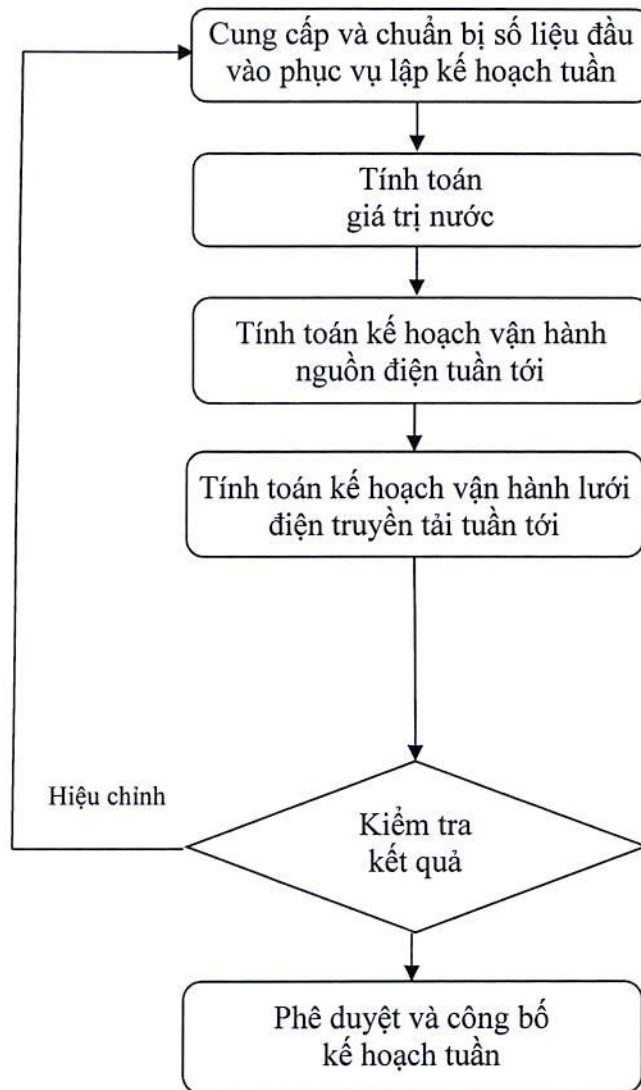 Cung cấp và chuẩn bị số liệu đầu
vào phục vụ lập kế hoạch tuần
Tính toán
giá trị nước
Tính toán kế hoạch vận hành
nguồn điện tuần tới
Tính toán kế hoạch vận hành lưới
điện truyền tải tuần tới
Hiệu chỉnh
Kiểm tra
kết quả
Phê duyệt và công bố
kế hoạch tuần